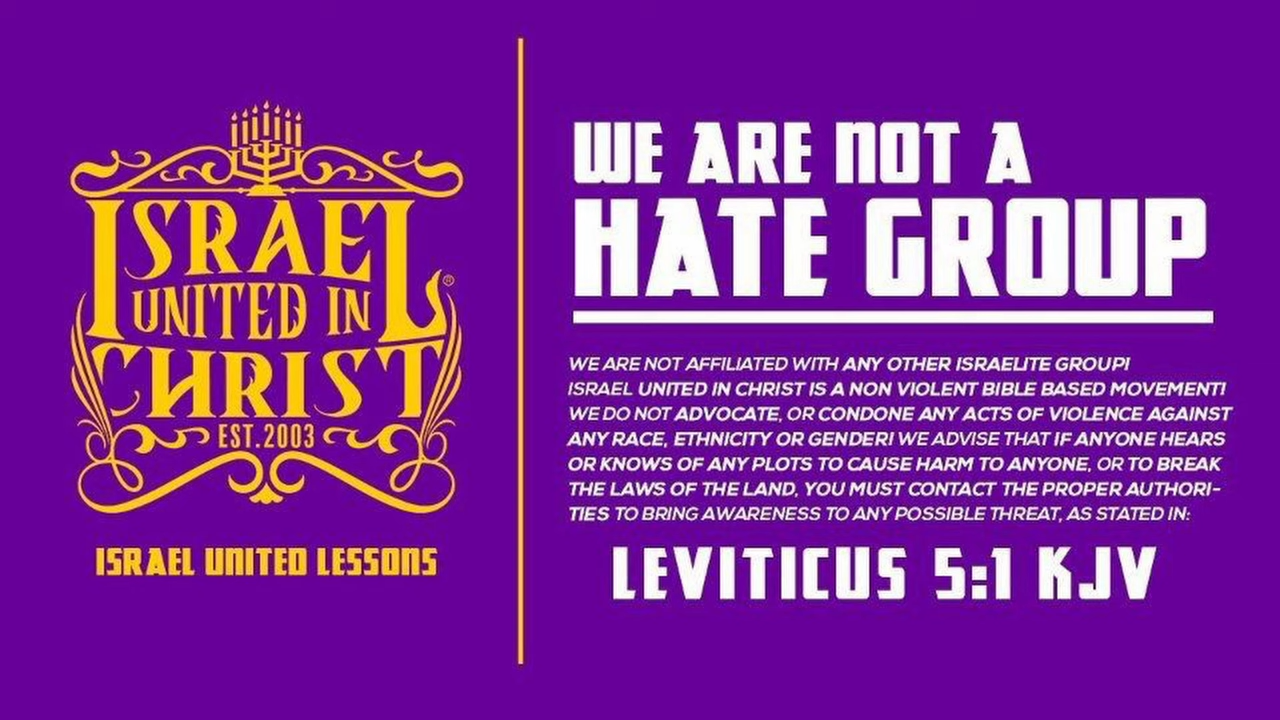 ISRAEL
UNITED IN
CHRIST
EST.2003
®
ISRAEL UNITED LESSONS
WE ARE NOT A
HATE GROUP
WE ARE NOT AFFILIATED WITH ANY OTHER ISRAELITE GROUP!
ISRAEL UNITED IN CHRIST IS A NON VIOLENT BIBLE BASED MOVEMENT!
WE DO NOT ADVOCATE, OR CONDONE ANY ACTS OF VIOLENCE AGAINST
ANY RACE, ETHNICITY OR GENDER! WE ADVISE THAT IF ANYONE HEARS
OR KNOWS OF ANY PLOTS TO CAUSE HARM TO ANYONE, OR TO BREAK
THE LAWS OF THE LAND, YOU MUST CONTACT THE PROPER AUTHORI-
TIES TO BRING AWARENESS TO ANY POSSIBLE THREAT, AS STATED IN:
LEVITICUS 5:1 KJV